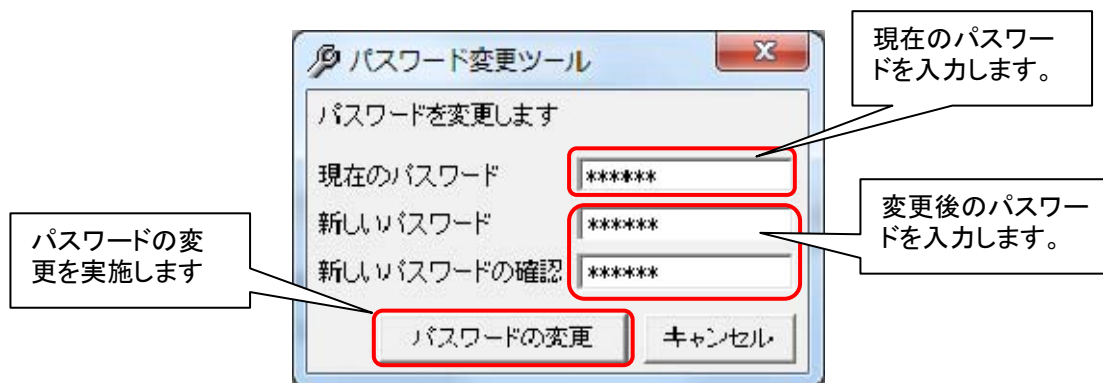 パスワード変更ツール
現在のパスワー
ドを入力します。
パスワードを変更します
現在のパスワード
******
新しいパスワード
******
変更後のパスワー
ドを入力します。
パスワードの変
更を実施します
新しいパスワードの確認
******
パスワードの変更
キャンセル